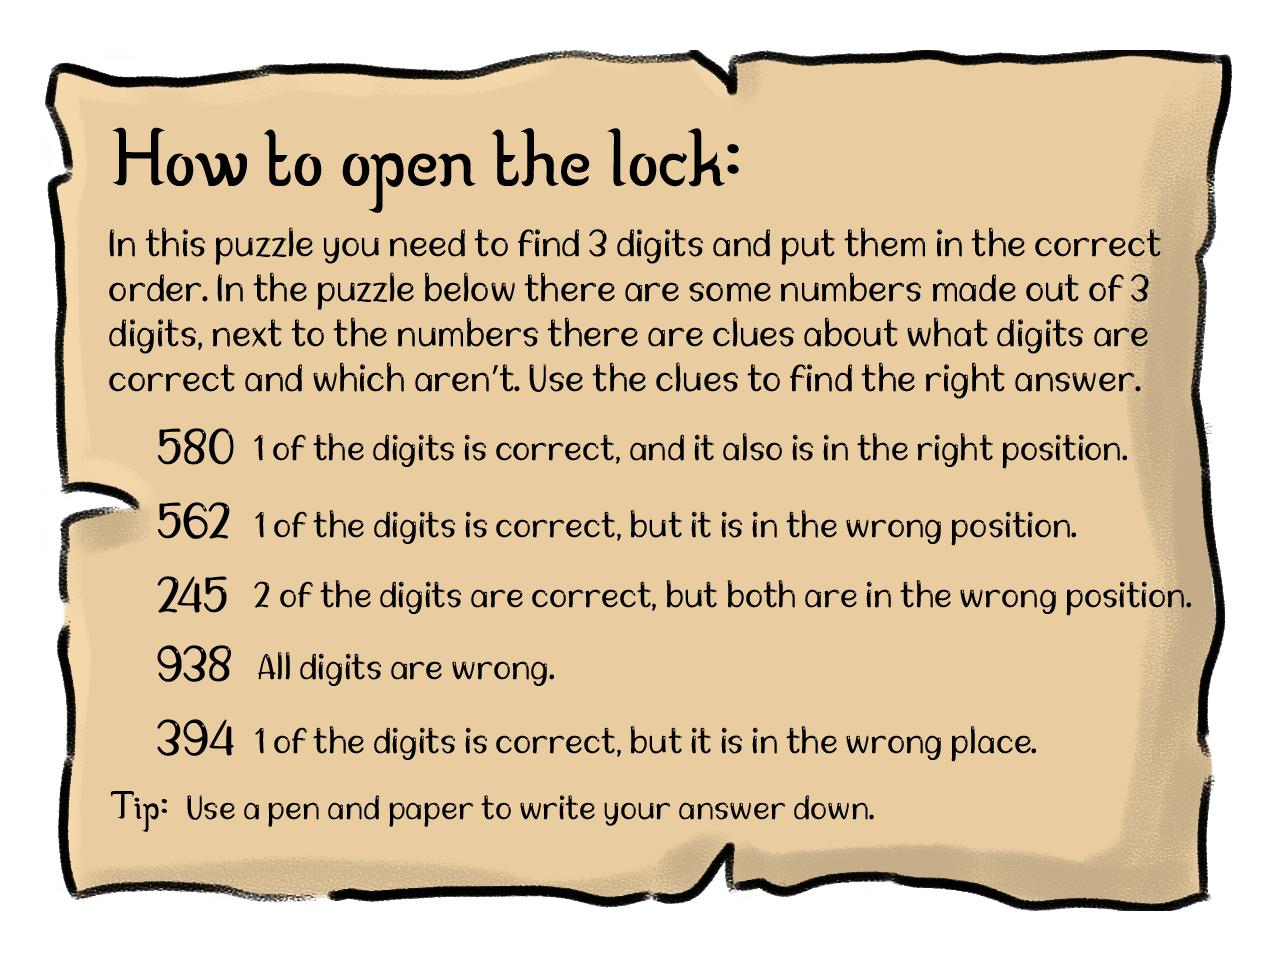 How to open the lock:
In this puzzle you need to find 3 digits and put them in the correct
order. In the puzzle below there are some numbers made out of 3
digits, next to the numbers there are clues about what digits are
correct and which aren't. Use the clues to find the right answer.
580 1 of the digits is correct, and it also is in the right position.
562 1 of the digits is correct, but it is in the wrong position.
245 2 of the digits are correct, but both are in the wrong position.
938 All digits are wrong.
394 1 of the digits is correct, but it is in the wrong place.
Tip: Use a pen and paper to write your answer down.